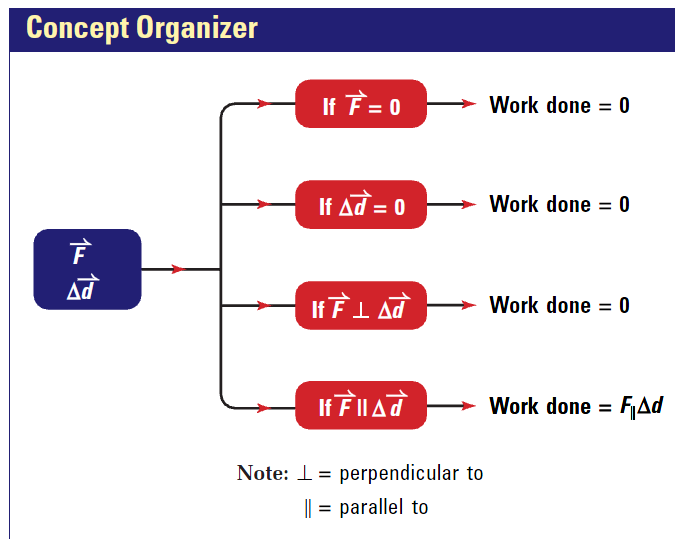 Concept Organizer
If F⃗ = 0
Work done = 0
If Δd⃗ = 0
Work done = 0
F⃗
Δd⃗
If F⃗ ⊥ Δd⃗
Work done = 0
If F⃗ || Δd⃗
Work done = F||Δd
Note: ⊥ = perpendicular to
|| = parallel to